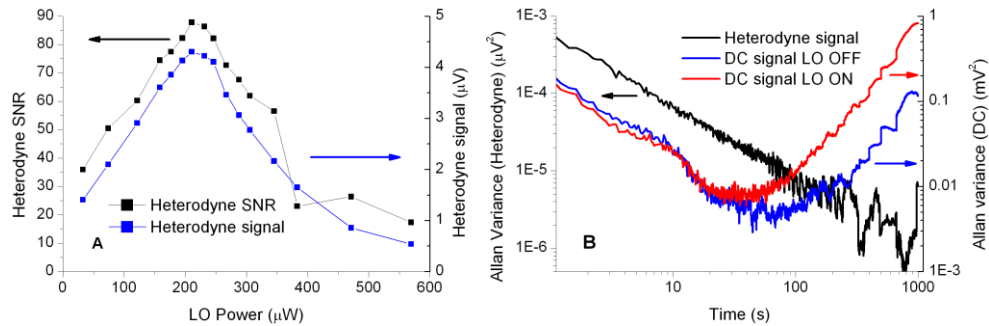 A
90
80
70
60
50
40
30
20
10
0
Heterodyne SNR
0 100 200 300 400 500 600
LO Power (μW)
5
4
3
2
1
0
Heterodyne signal (μV)
Heterodyne SNR
Heterodyne signal
B
1E-3
1E-4
1E-5
1E-6
Allan Variance (Heterodyne) (μV²)
10 100 1000
Time (s)
1
0.1
0.01
1E-3
Allan variance (DC) (mV²)
Heterodyne signal
DC signal LO OFF
DC signal LO ON